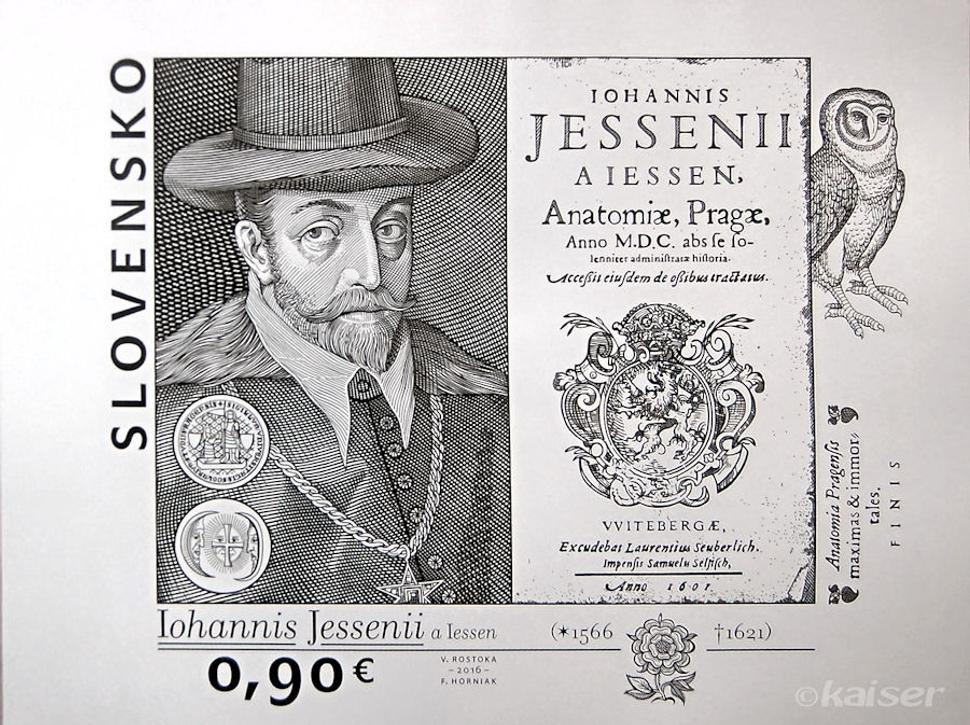 SLOVENSKO
IOHANNIS
JESSENII
A IESSEN,
Anatomiæ, Pragæ,
Anno M.D.C. abs ſe ſo-
lenniter adminiſtratæ hiſtoria.
Acceſsit eiuſdem de oſsibus tractatus.
VVITEBERGÆ,
Excudebat Laurentius Seuberlich.
Impenſis Samuelis Selfiſch,
Anno 1601
Anatomia Pragenſis
maximas & immor-
tales.
FINIS
Iohannis Jessenii a Iessen
(✶1566 †1621)
0,90 €
V. ROSTOKA
– 2016 –
F. HORNIAK
©kaiser